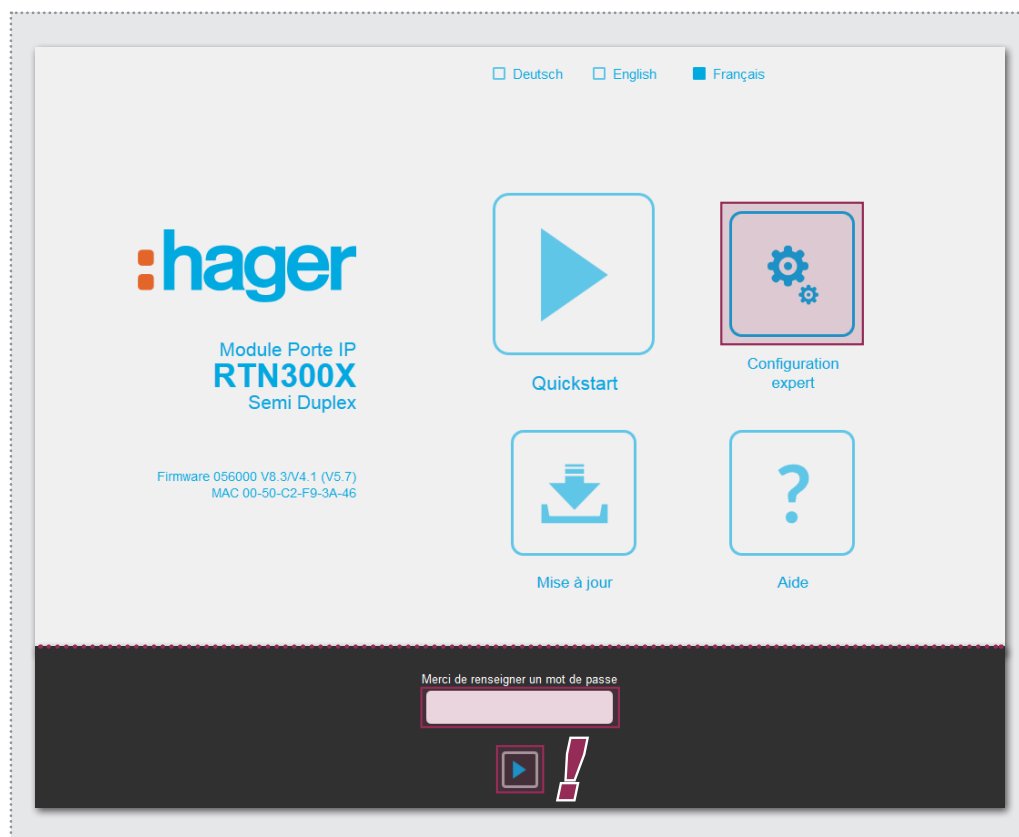 Deutsch English Français
:hager
Module Porte IP
RTN300X
Semi Duplex
Firmware 056000 V8.3/V4.1 (V5.7)
MAC 00-50-C2-F9-3A-46
Quickstart
Configuration
expert
?
Mise à jour
Aide
Merci de renseigner un mot de passe
!